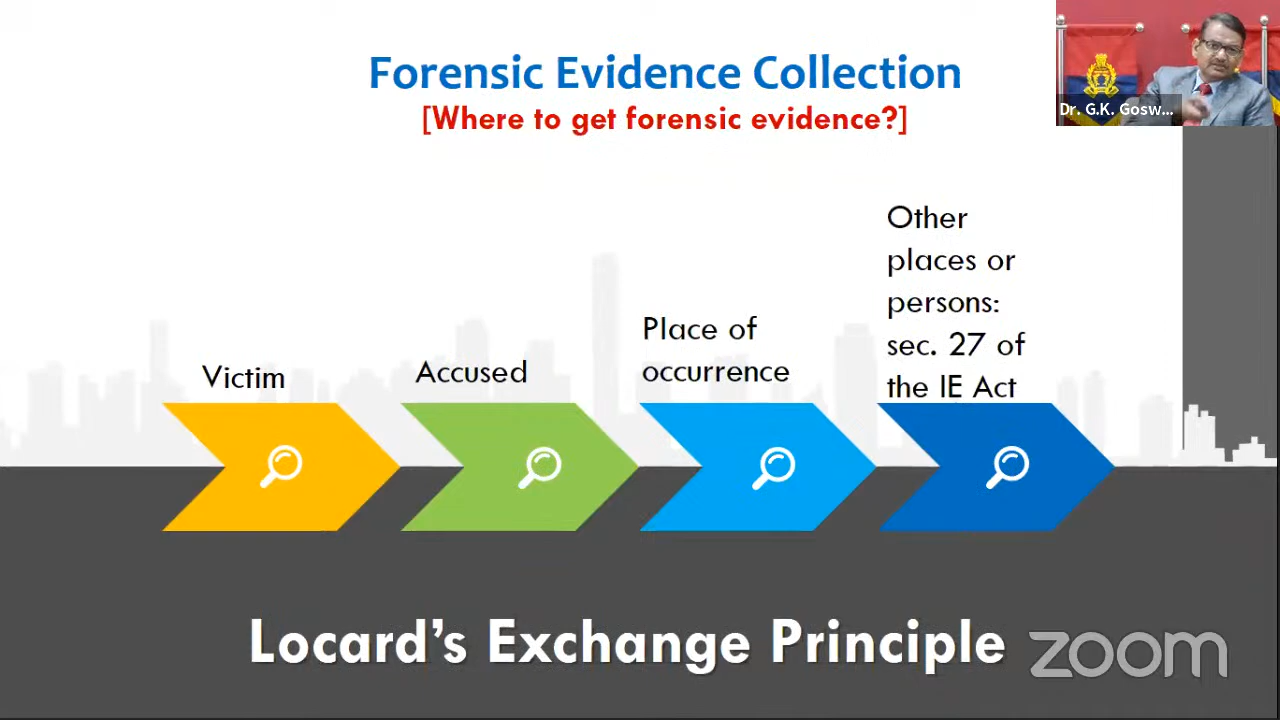 Forensic Evidence Collection
[Where to get forensic evidence?]
Dr. G.K. Gosw...
Victim
Accused
Place of
occurrence
Other
places or
persons:
sec. 27 of
the IE Act
Locard's Exchange Principle
zoom